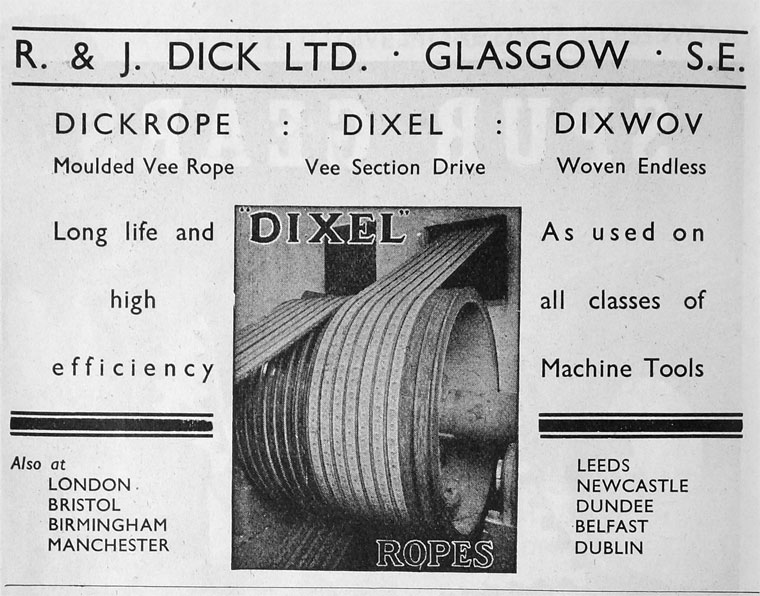 R. & J. DICK LTD. · GLASGOW · S.E.
DICKROPE : DIXEL : DIXWOV
Moulded Vee Rope Vee Section Drive Woven Endless
Long life and
high
efficiency
"DIXEL"
ROPES
As used on
all classes of
Machine Tools
Also at
LONDON
BRISTOL
BIRMINGHAM
MANCHESTER
LEEDS
NEWCASTLE
DUNDEE
BELFAST
DUBLIN